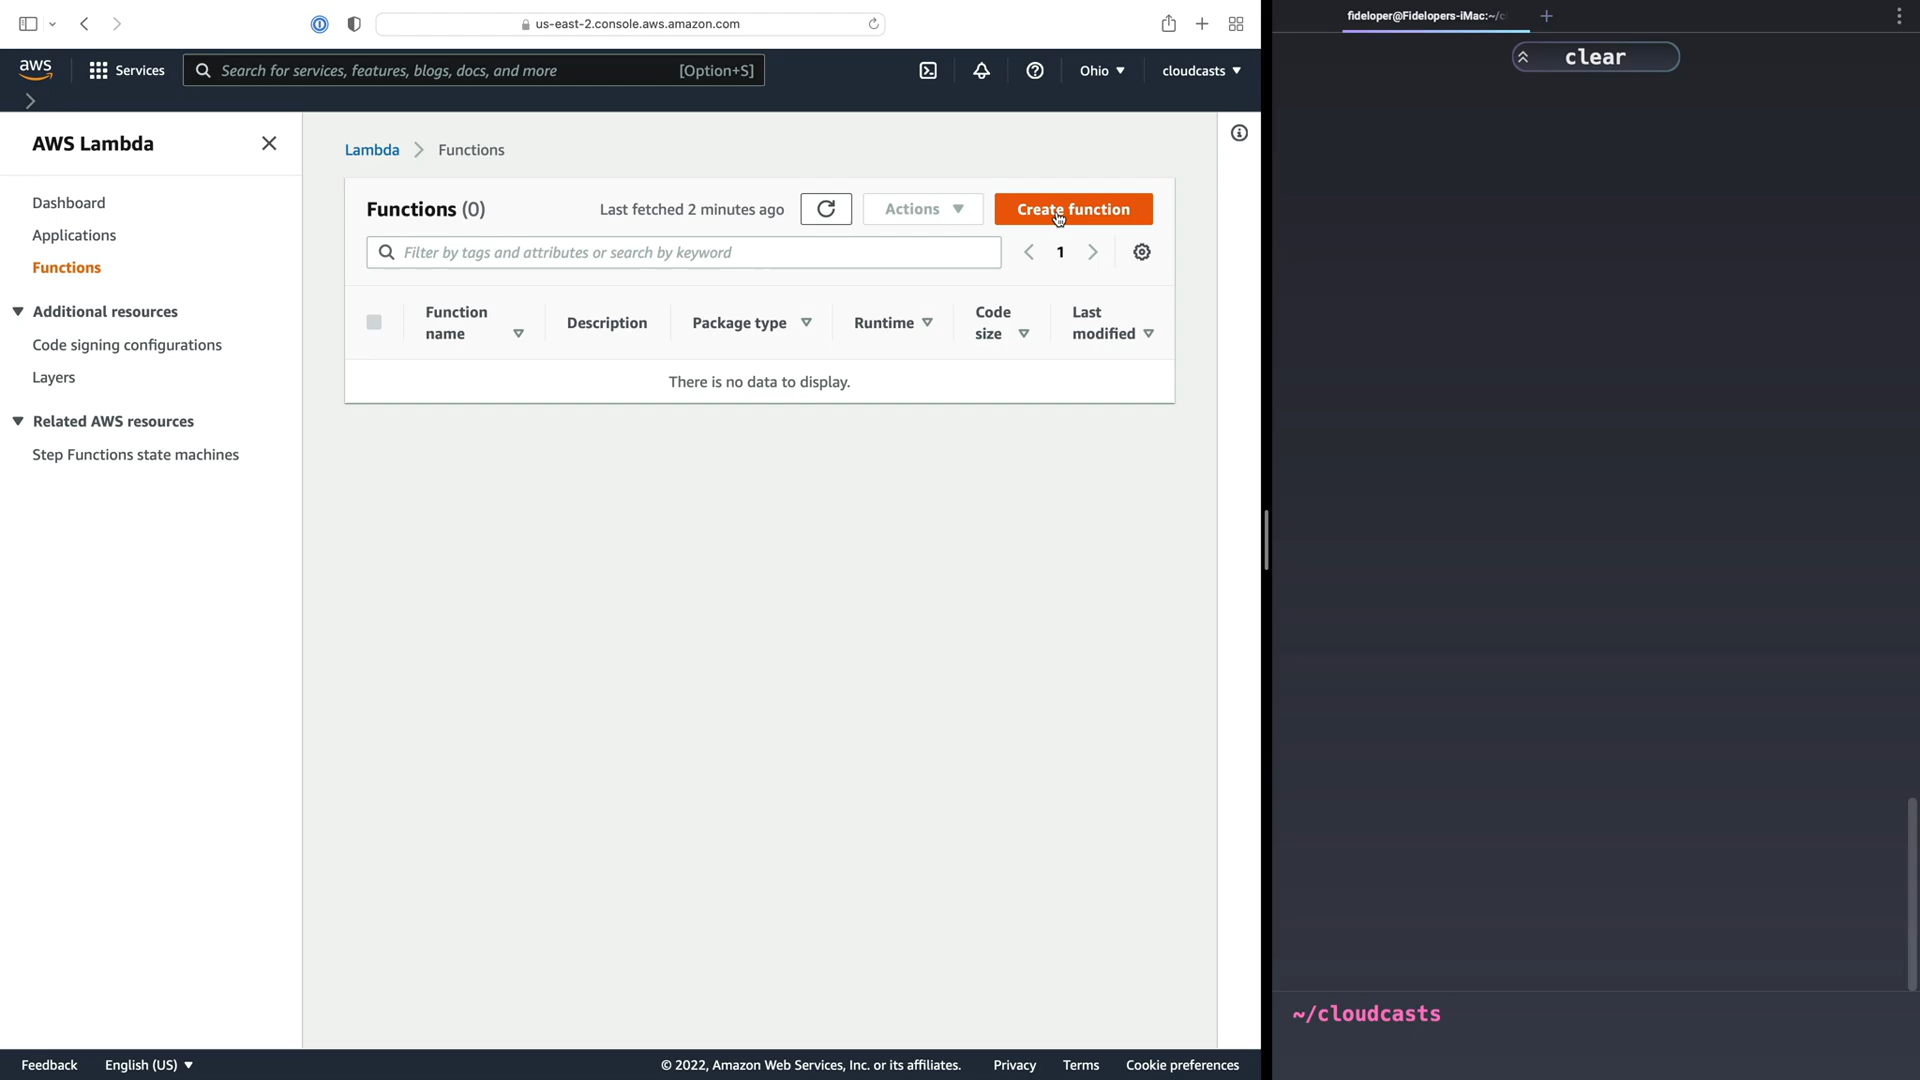 us-east-2.console.aws.amazon.com
aws
Services
Search for services, features, blogs, docs, and more
[Option+S]
Ohio
cloudcasts
AWS Lambda
Dashboard
Applications
Functions
Additional resources
Code signing configurations
Layers
Related AWS resources
Step Functions state machines
Lambda
Functions
Functions (0)
Last fetched 2 minutes ago
Actions
Create function
Filter by tags and attributes or search by keyword
1
Function
name
Description
Package type
Runtime
Code
size
Last
modified
There is no data to display.
Feedback
English (US)
© 2022, Amazon Web Services, Inc. or its affiliates.
Privacy
Terms
Cookie preferences
fideloper@Fidelopers-iMac:~/c
clear
~/cloudcasts